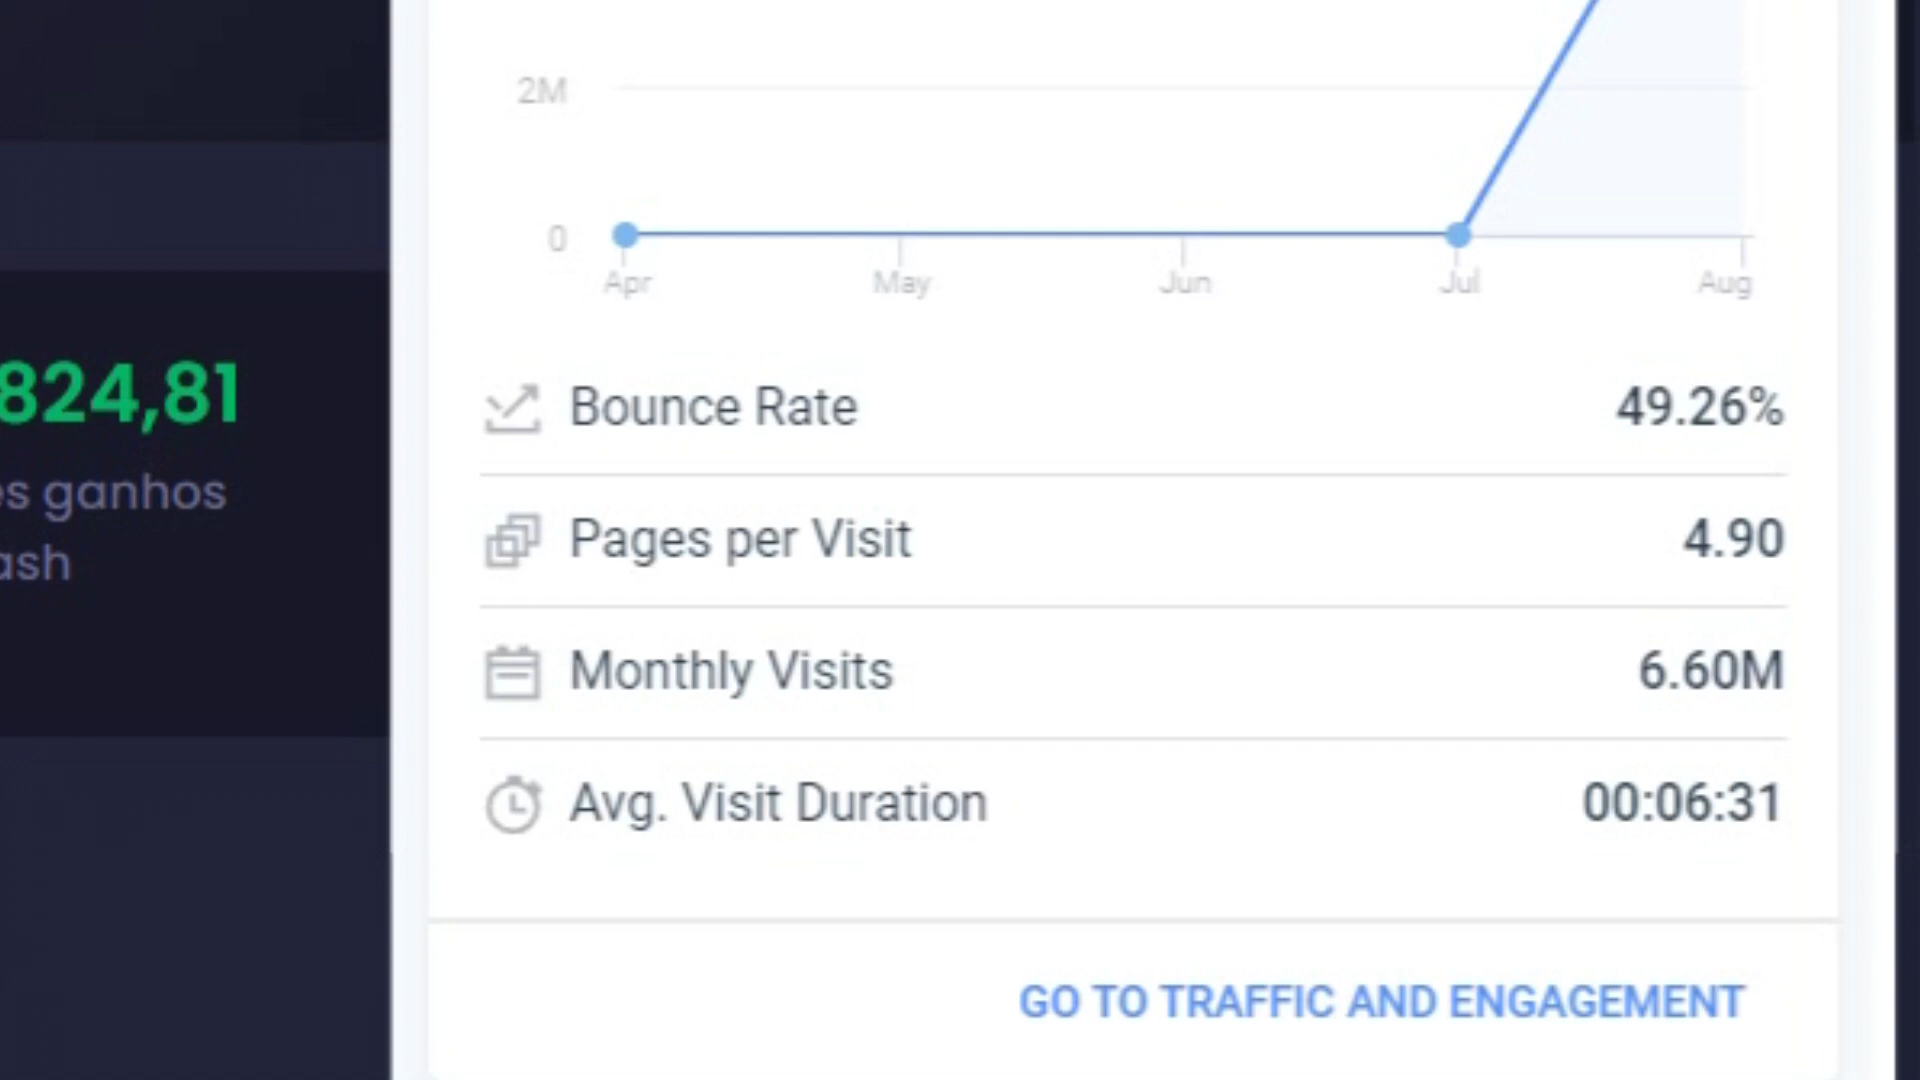 2M
0
Apr May Jun Jul Aug
824,81
es ganhos
ash
Bounce Rate 49.26%
Pages per Visit 4.90
Monthly Visits 6.60M
Avg. Visit Duration 00:06:31
GO TO TRAFFIC AND ENGAGEMENT